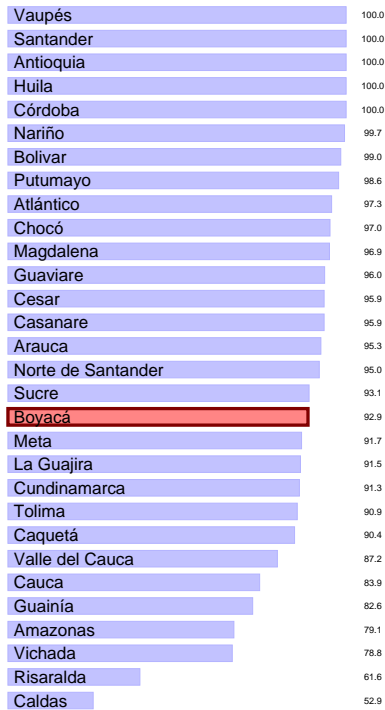 Vaupés 100.0
Santander 100.0
Antioquia 100.0
Huila 100.0
Córdoba 100.0
Nariño 99.7
Bolivar 99.0
Putumayo 98.6
Atlántico 97.3
Chocó 97.0
Magdalena 96.9
Guaviare 96.0
Cesar 95.9
Casanare 95.9
Arauca 95.3
Norte de Santander 95.0
Sucre 93.1
Boyacá 92.9
Meta 91.7
La Guajira 91.5
Cundinamarca 91.3
Tolima 90.9
Caquetá 90.4
Valle del Cauca 87.2
Cauca 83.9
Guainía 82.6
Amazonas 79.1
Vichada 78.8
Risaralda 61.6
Caldas 52.9